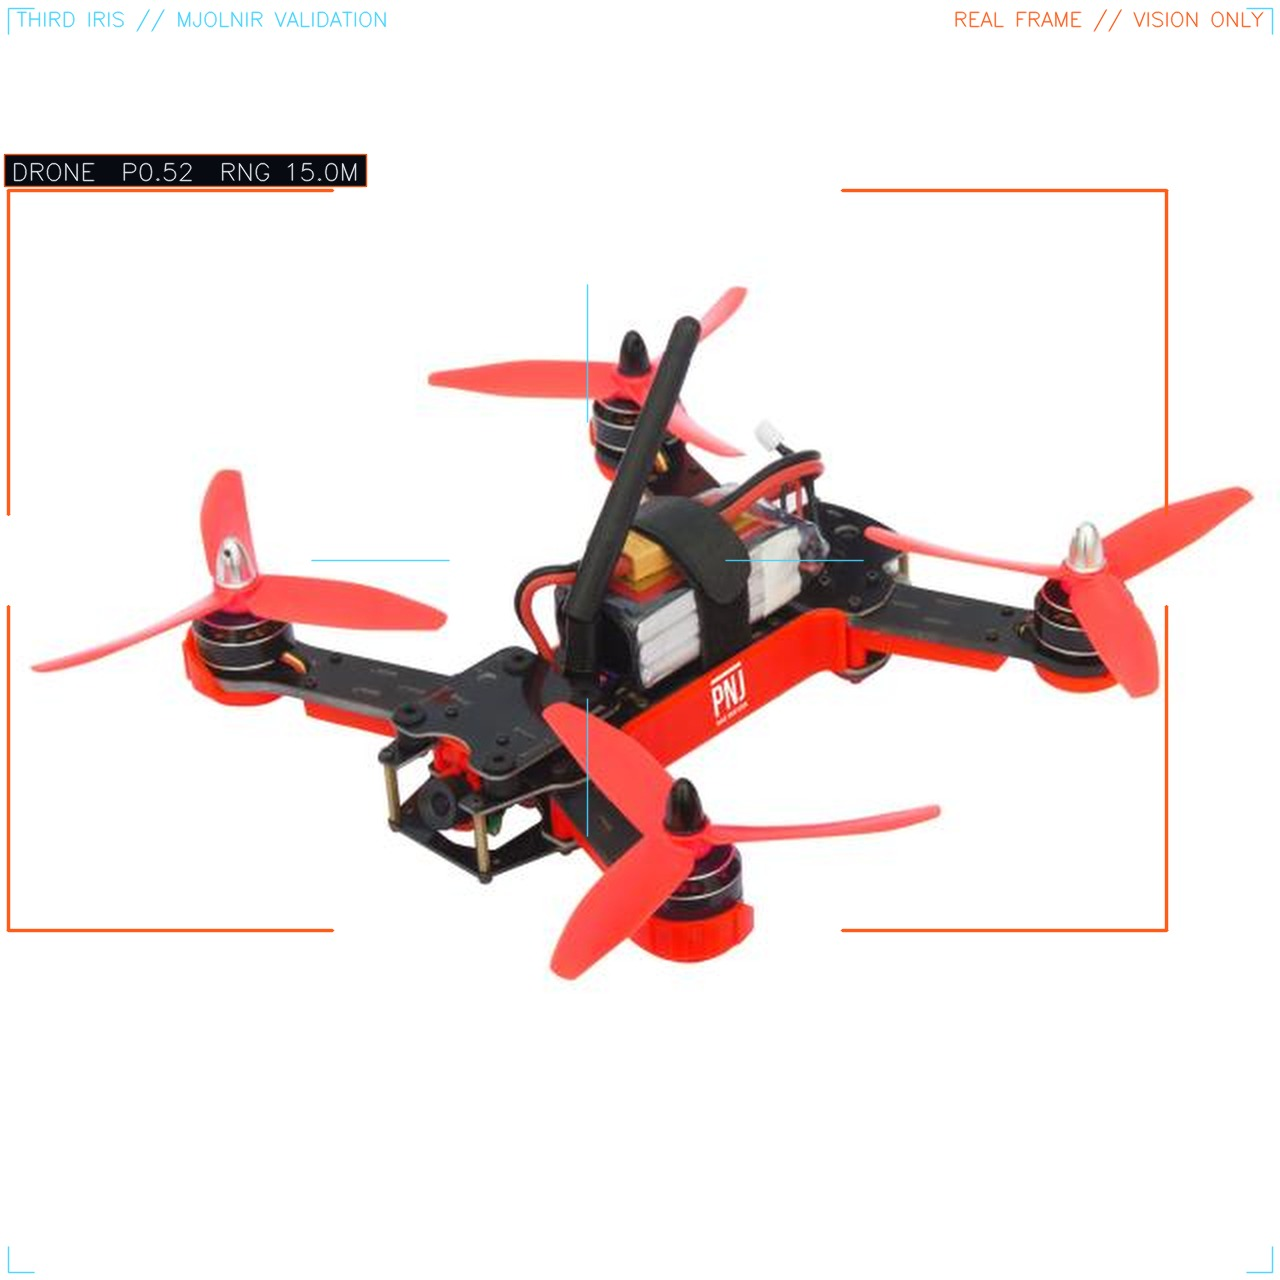 THIRD IRIS // MJOLNIR VALIDATION
REAL FRAME // VISION ONLY
DRONE P0.52 RNG 15.0M
PNJ